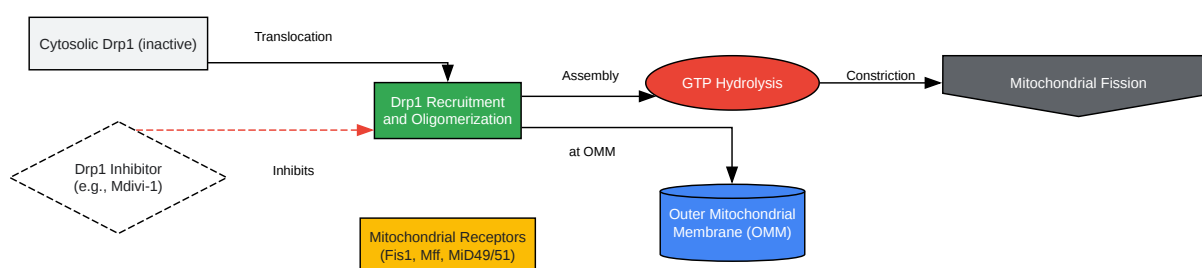 Cytosolic Drp1 (inactive)
Translocation
Drp1 Recruitment
and Oligomerization
Assembly
GTP Hydrolysis
Constriction
Mitochondrial Fission
at OMM
Drp1 Inhibitor
(e.g., Mdivi-1)
Inhibits
Outer Mitochondrial
Membrane (OMM)
Mitochondrial Receptors
(Fis1, Mff, MiD49/51)